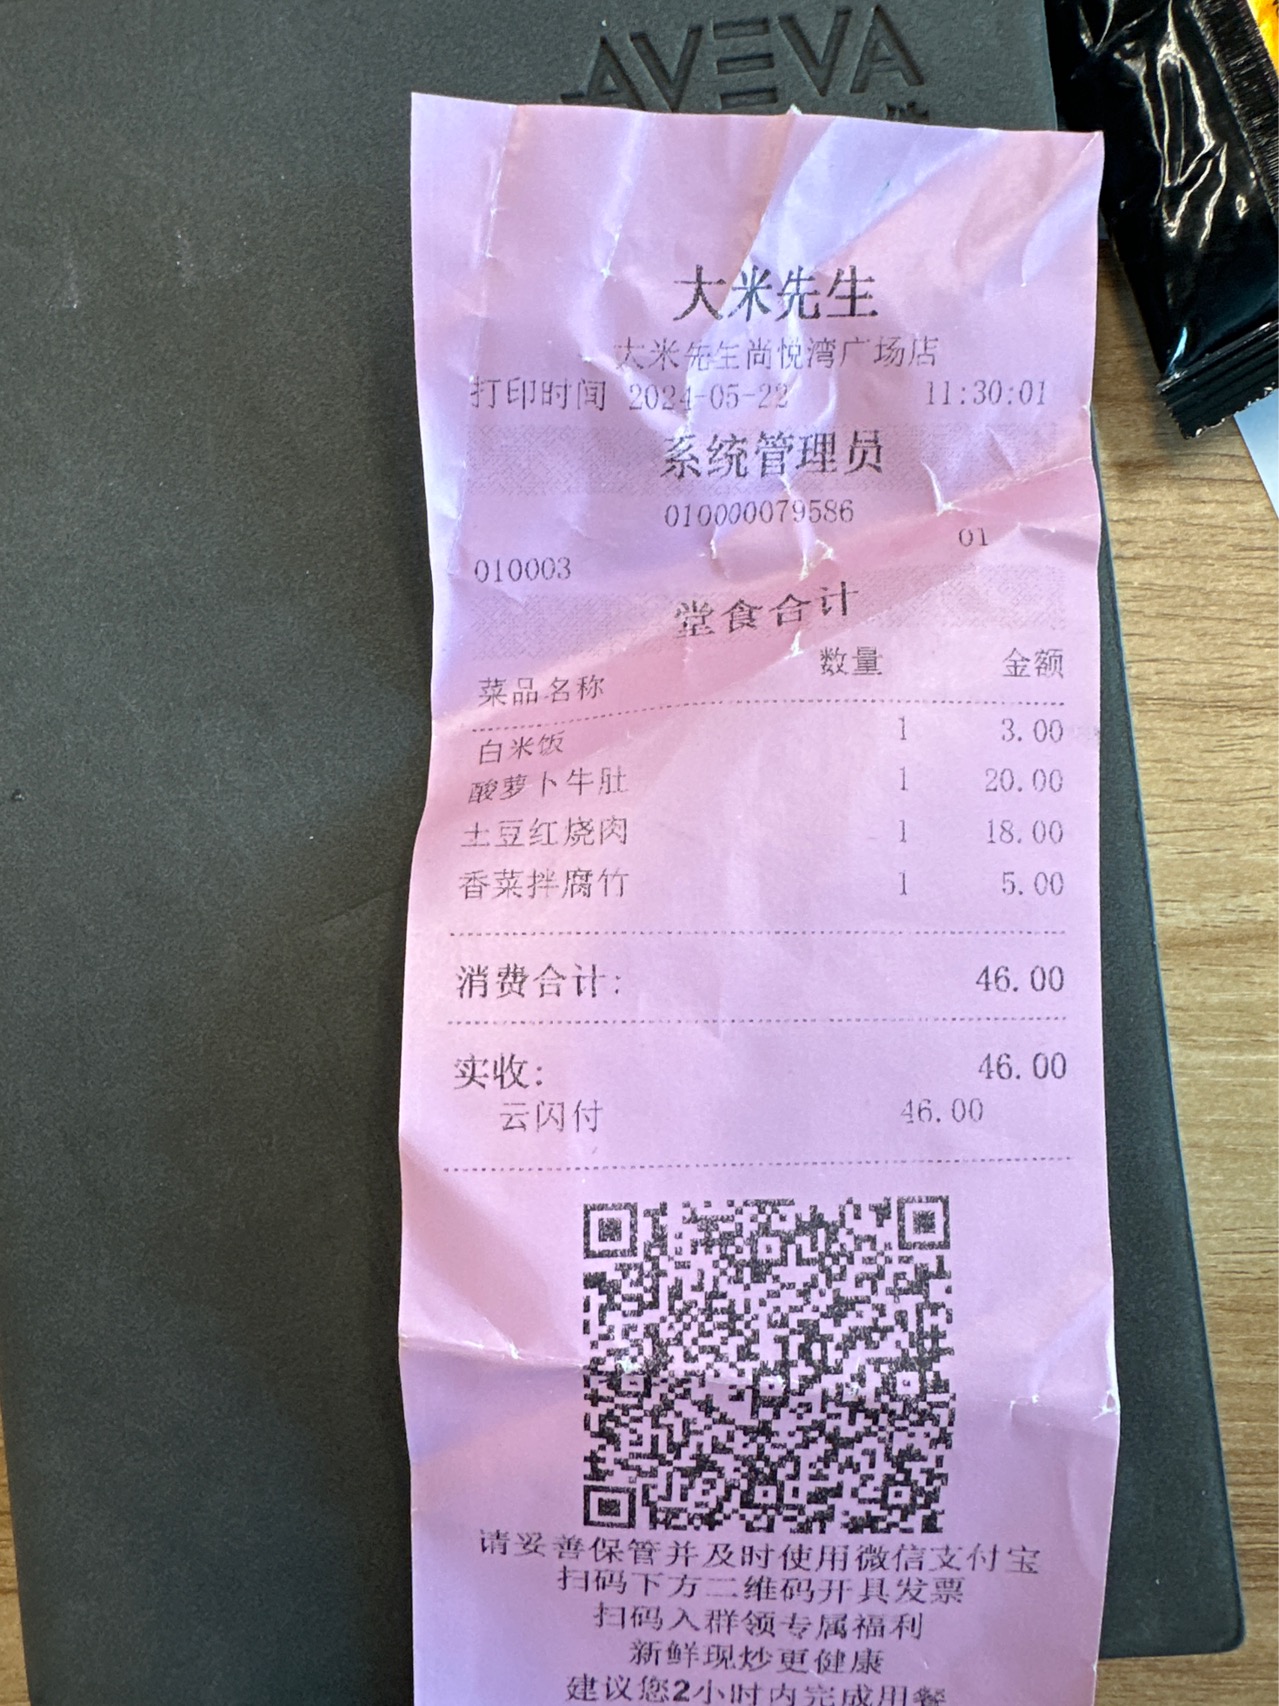 AVEVA
大米先生
大米先生尚悦湾广场店
打印时间 2024-05-22 11:30:01
系统管理员
010000079586
010003 01
堂食合计
菜品名称 数量 金额
白米饭 1 3.00
酸萝卜牛肚 1 20.00
土豆红烧肉 1 18.00
香菜拌腐竹 1 5.00
消费合计: 46.00
实收: 46.00
云闪付 46.00
请妥善保管并及时使用微信支付宝
扫码下方二维码开具发票
扫码入群领专属福利
新鲜现炒更健康
建议您2小时内完成用餐